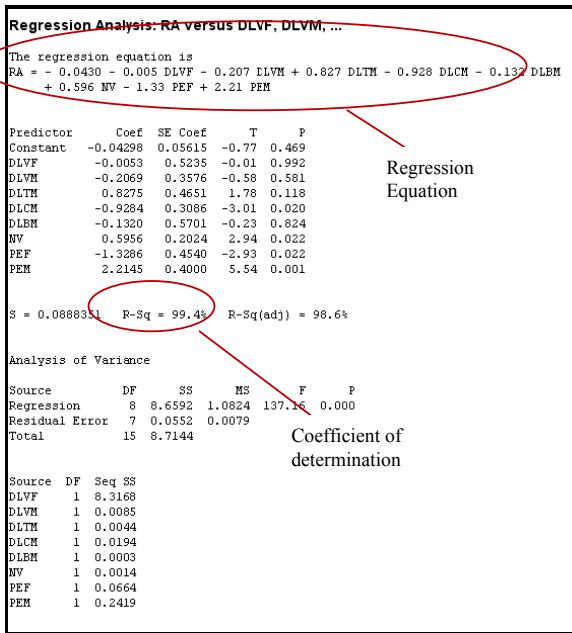 Regression Analysis: RA versus DLVF, DLVM, ...
The regression equation is
RA = - 0.0430 - 0.005 DLVF - 0.207 DLVM + 0.827 DLTM - 0.928 DLCM - 0.132 DLBM
+ 0.596 NV - 1.33 PEF + 2.21 PEM
Predictor Coef SE Coef T P
Constant -0.04298 0.05615 -0.77 0.469
DLVF -0.0053 0.5235 -0.01 0.992
DLVM -0.2069 0.3576 -0.58 0.581
DLTM 0.8275 0.4651 1.78 0.118
DLCM -0.9284 0.3086 -3.01 0.020
DLBM -0.1320 0.5701 -0.23 0.824
NV 0.5956 0.2024 2.94 0.022
PEF -1.3286 0.4540 -2.93 0.022
PEM 2.2145 0.4000 5.54 0.001
Regression
Equation
S = 0.0888351 R-Sq = 99.4% R-Sq(adj) = 98.6%
Analysis of Variance
Source DF SS MS F P
Regression 8 8.6592 1.0824 137.16 0.000
Residual Error 7 0.0552 0.0079
Total 15 8.7144
Coefficient of
determination
Source DF Seq SS
DLVF 1 8.3168
DLVM 1 0.0085
DLTM 1 0.0044
DLCM 1 0.0194
DLBM 1 0.0003
NV 1 0.0014
PEF 1 0.0664
PEM 1 0.2419